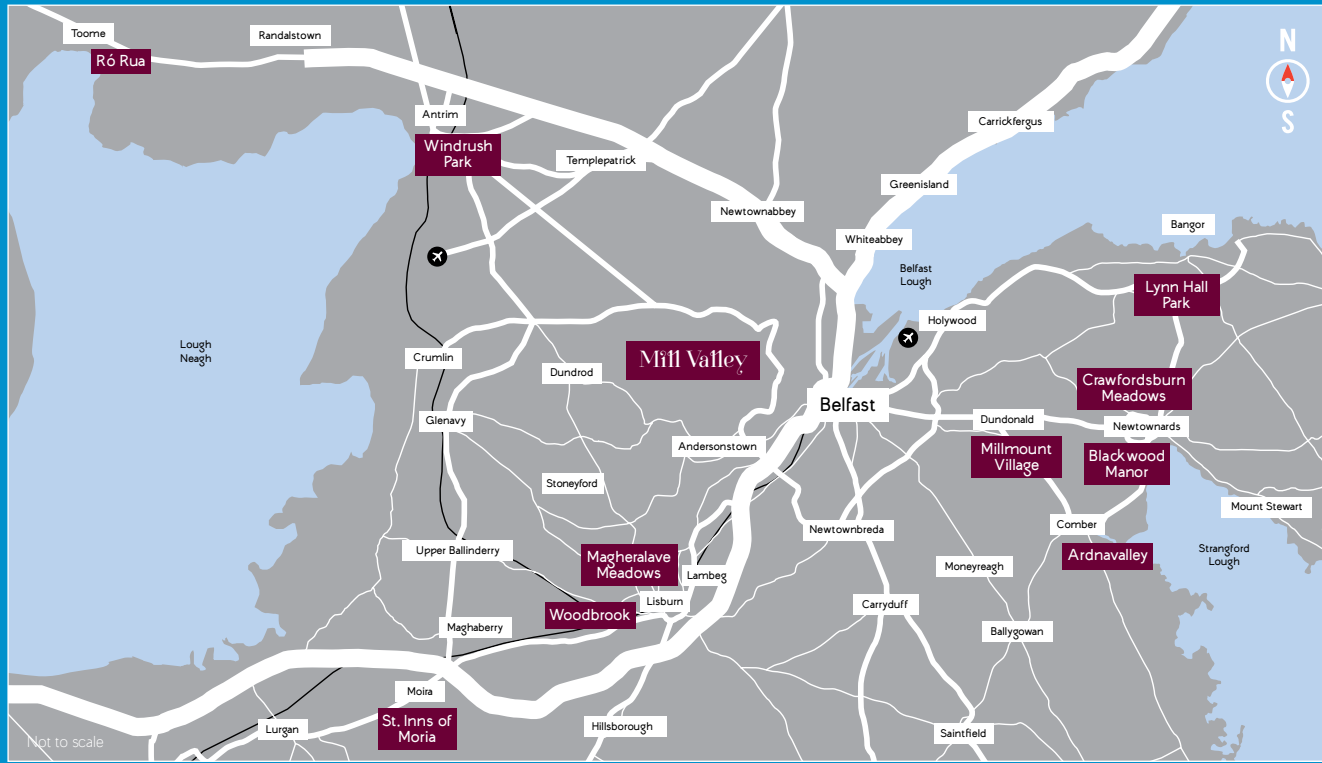 Toome
Randalstown
Ró Rua
N
S
Antrim
Carrickfergus
Windrush
Park
Templepatrick
Greenisland
Newtownabbey
Bangor
Whiteabbey
Belfast
Lough
Lynn Hall
Park
Holywood
Lough
Neagh
Crumlin
Mill Valley
Dundrod
Crawfordsburn
Meadows
Belfast
Glenavy
Dundonald
Newtownards
Andersonstown
Millmount
Village
Blackwood
Manor
Stoneyford
Mount Stewart
Comber
Newtownbreda
Upper Ballinderry
Magheralave
Meadows
Ardnavalley
Strangford
Lough
Moneyreagh
Lambeg
Lisburn
Carryduff
Woodbrook
Maghaberry
Ballygowan
Moira
St. Inns of
Moria
Lurgan
Hillsborough
Saintfield
Not to scale